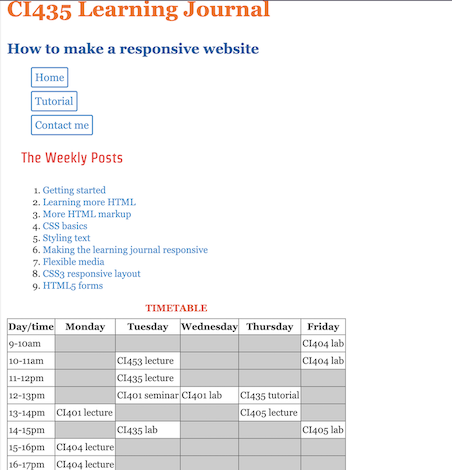 CI435 Learning Journal
How to make a responsive website
Home
Tutorial
Contact me
The Weekly Posts
1. Getting started
2. Learning more HTML
3. More HTML markup
4. CSS basics
5. Styling text
6. Making the learning journal responsive
7. Flexible media
8. CSS3 responsive layout
9. HTML5 forms
TIMETABLE
Day/time Monday Tuesday Wednesday Thursday Friday
9-10am CI404 lab
10-11am CI453 lecture CI404 lab
11-12pm CI435 lecture
12-13pm CI401 seminar CI401 lab CI435 tutorial
13-14pm CI401 lecture CI405 lecture
14-15pm CI435 lab CI405 lab
15-16pm CI404 lecture
16-17pm CI404 lecture